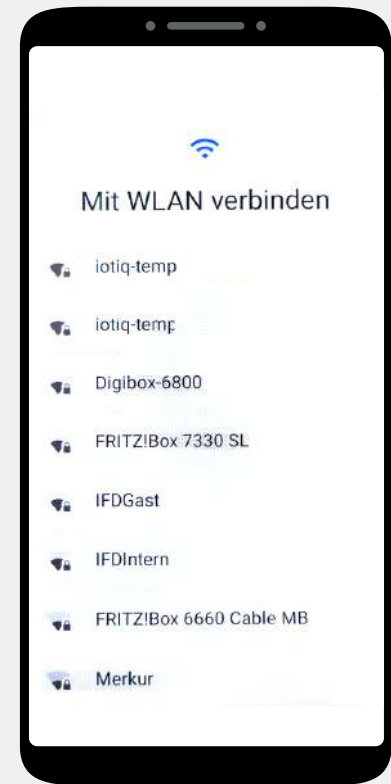 Mit WLAN verbinden
iotiq-temp
iotiq-temp
Digibox-6800
FRITZ!Box 7330 SL
IFDGast
IFDIntern
FRITZ!Box 6660 Cable MB
Merkur